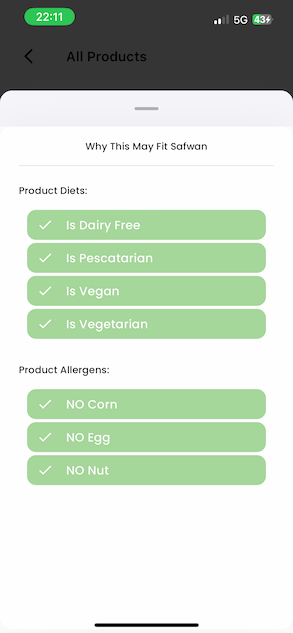 22:11
5G
43
All Products
Why This May Fit Safwan
Product Diets:
Is Dairy Free
Is Pescatarian
Is Vegan
Is Vegetarian
Product Allergens:
NO Corn
NO Egg
NO Nut